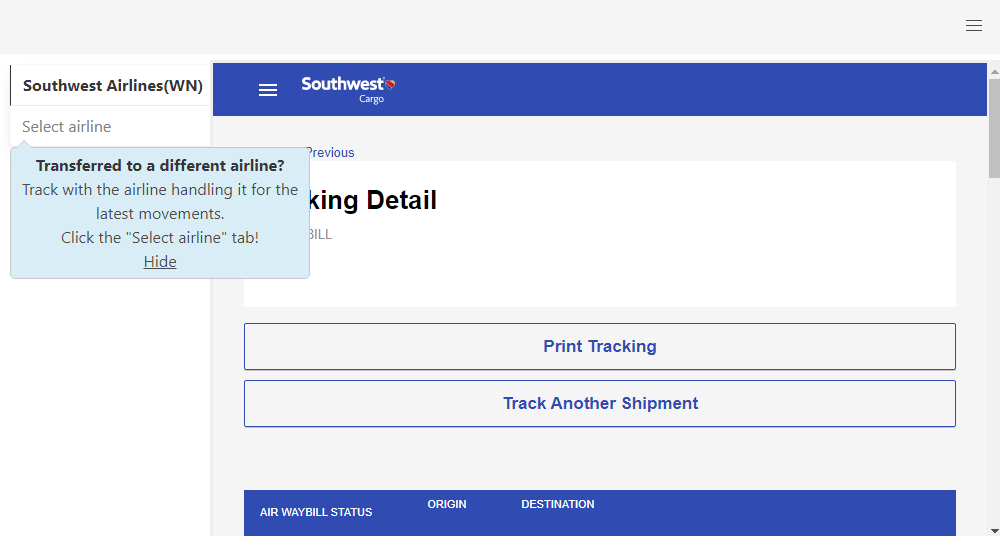 Southwest Airlines(WN)
Select airline
Transferred to a different airline?
Track with the airline handling it for the
latest movements.
Click the "Select airline" tab!
Hide
Southwest
Cargo
Previous
king Detail
BILL
Print Tracking
Track Another Shipment
AIR WAYBILL STATUS
ORIGIN
DESTINATION